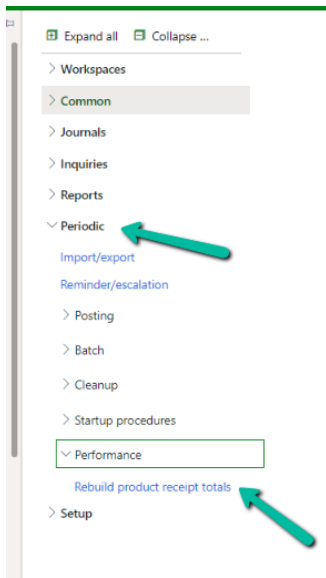 Expand all Collapse ...
Workspaces
Common
Journals
Inquiries
Reports
Periodic
Import/export
Reminder/escalation
Posting
Batch
Cleanup
Startup procedures
Performance
Rebuild product receipt totals
Setup